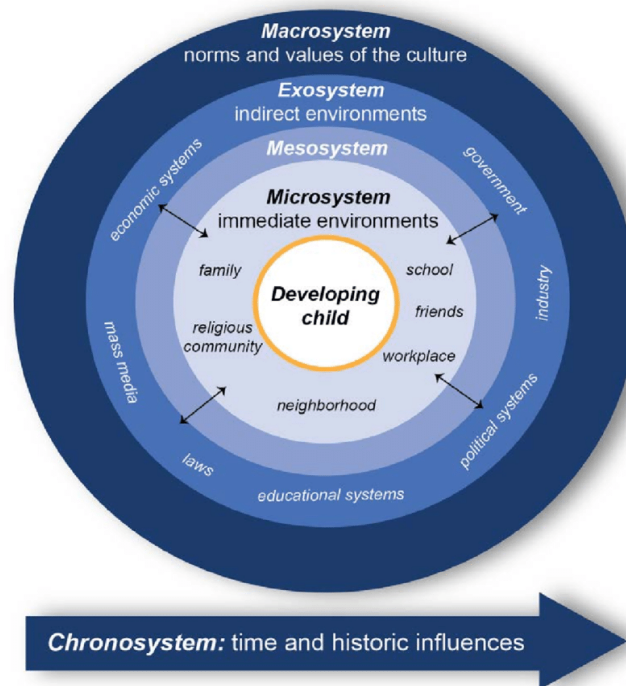 Macrosystem
norms and values of the culture
Exosystem
indirect environments
Mesosystem
Microsystem
immediate environments
economic systems
government
family
school
Developing
child
friends
industry
religious
community
workplace
mass media
neighborhood
political systems
laws
educational systems
Chronosystem: time and historic influences